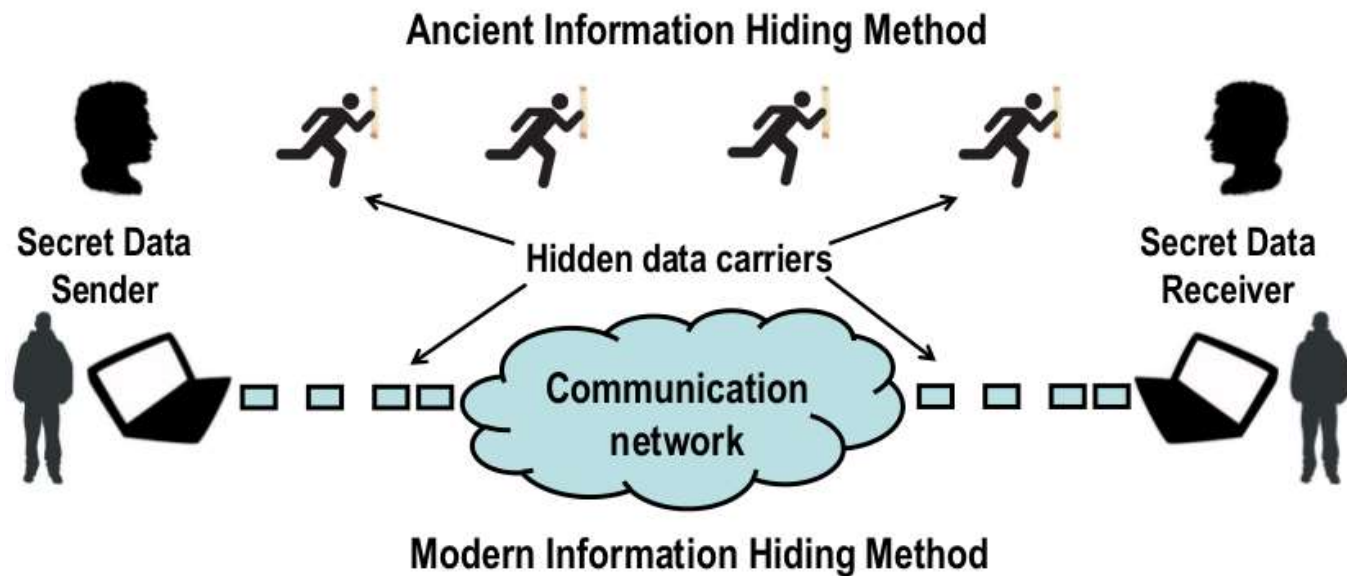 Ancient Information Hiding Method
Secret Data
Sender
Hidden data carriers
Secret Data
Receiver
Communication
network
Modern Information Hiding Method